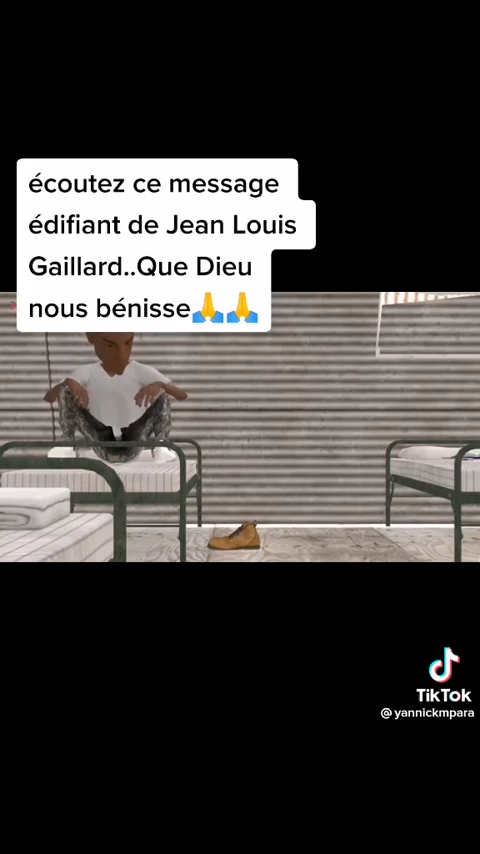 écoutez ce message
édifiant de Jean Louis
Gaillard..Que Dieu
nous bénisse🙏🙏
TikTok
@yannickmpara